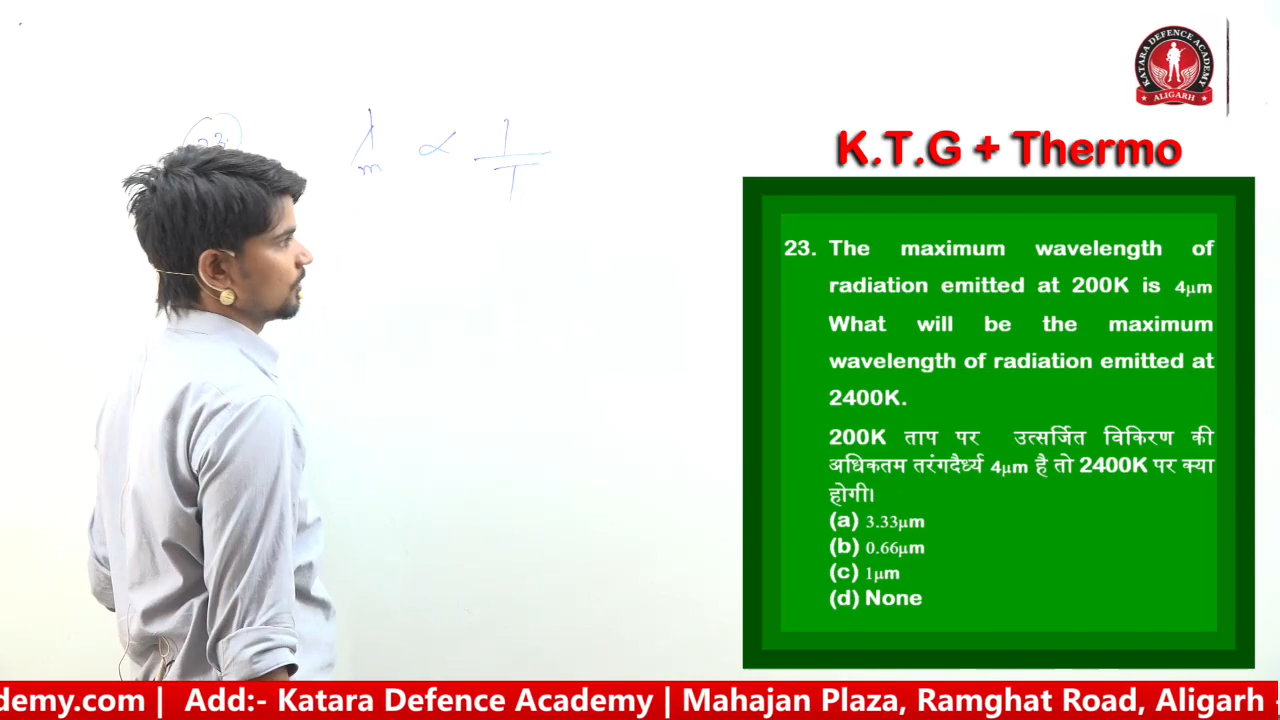 KATARA DEFENCE ACADEMY
ALIGARH
K.T.G + Thermo
23.
λm ∝ 1/T
23. The maximum wavelength of
radiation emitted at 200K is 4μm
What will be the maximum
wavelength of radiation emitted at
2400K.
200K ताप पर उत्सर्जित विकिरण की
अधिकतम तरंगदैर्ध्य 4μm है तो 2400K पर क्या
होगी।
(a) 3.33μm
(b) 0.66μm
(c) 1μm
(d) None
ademy.com | Add:- Katara Defence Academy | Mahajan Plaza, Ramghat Road, Aligarh